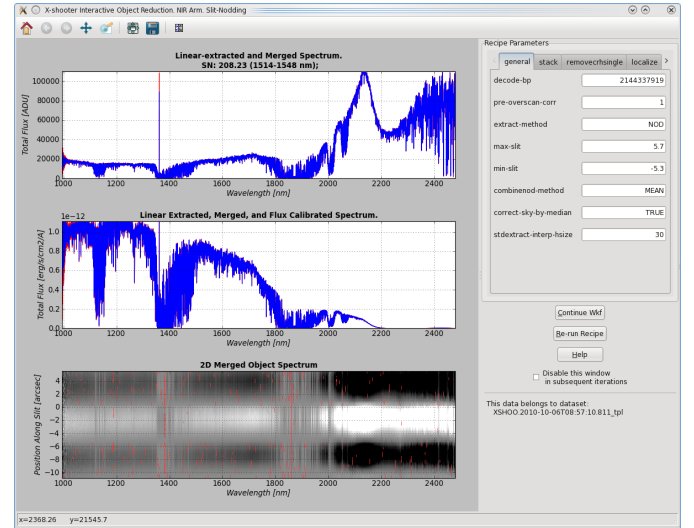 X-shooter Interactive Object Reduction. NIR Arm. Slit-Nodding
Linear-extracted and Merged Spectrum.
SN: 208.23 (1514-1548 nm);
Total Flux [ADU]
100000
80000
60000
40000
20000
0
1000 1200 1400 1600 1800 2000 2200 2400
Wavelength [nm]
1e-12 Linear Extracted, Merged, and Flux Calibrated Spectrum.
Total Flux [erg/s/cm2/A]
1.0
0.8
0.6
0.4
0.2
0.0
1000 1200 1400 1600 1800 2000 2200 2400
Wavelength [nm]
2D Merged Object Spectrum
Position Along Slit [arcsec]
4
2
0
−2
−4
−6
−8
−10
1000 1200 1400 1600 1800 2000 2200 2400
Wavelength [nm]
Recipe Parameters
general stack removecrhsingle localize
decode-bp 2144337919
pre-overscan-corr 1
extract-method NOD
max-slit 5.7
min-slit -5.3
combinenod-method MEAN
correct-sky-by-median TRUE
stdextract-interp-hsize 30
Continue Wkf
Re-run Recipe
Help
Disable this window
in subsequent iterations
This data belongs to dataset:
XSHOO.2010-10-06T08:57:10.811_tpl
x=2368.26 y=21545.7